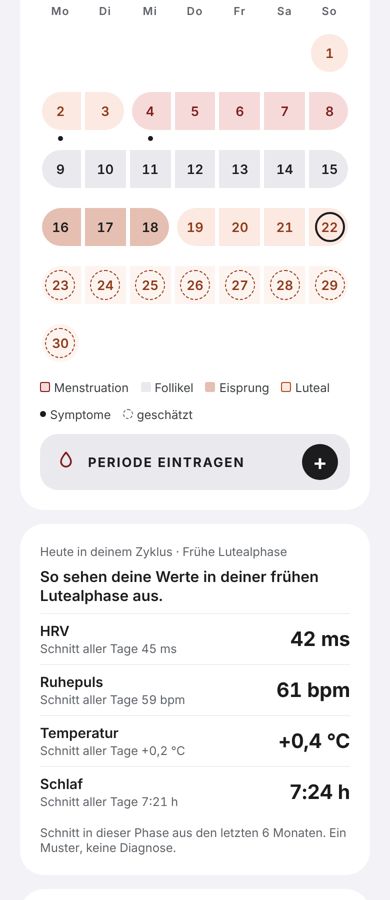 Mo Di Mi Do Fr Sa So
1
2 3 4 5 6 7 8
9 10 11 12 13 14 15
16 17 18 19 20 21 22
23 24 25 26 27 28 29
30
Menstruation Follikel Eisprung Luteal
Symptome geschätzt
PERIODE EINTRAGEN +
Heute in deinem Zyklus · Frühe Lutealphase
So sehen deine Werte in deiner frühen
Lutealphase aus.
HRV
Schnitt aller Tage 45 ms
42 ms
Ruhepuls
Schnitt aller Tage 59 bpm
61 bpm
Temperatur
Schnitt aller Tage +0,2 °C
+0,4 °C
Schlaf
Schnitt aller Tage 7:21 h
7:24 h
Schnitt in dieser Phase aus den letzten 6 Monaten. Ein
Muster, keine Diagnose.